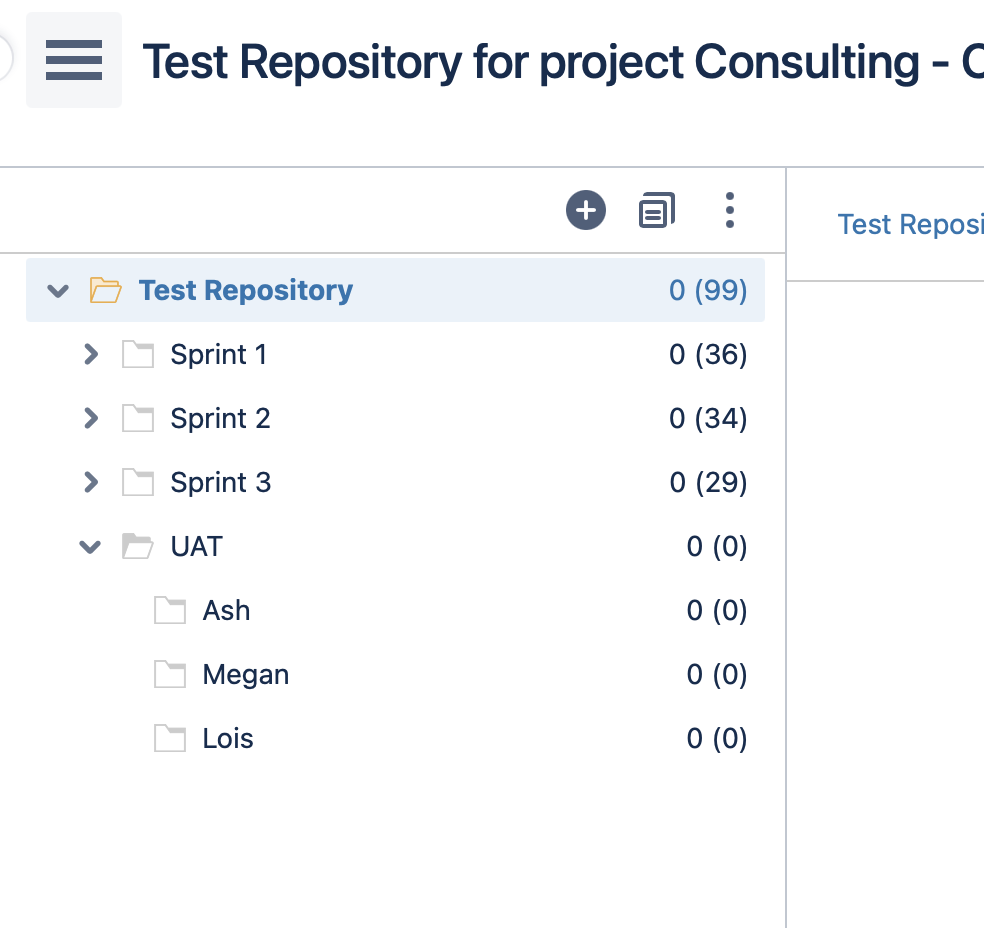 Test Repository for project Consulting -
Test Repository 0 (99)
Sprint 1 0 (36)
Sprint 2 0 (34)
Sprint 3 0 (29)
UAT 0 (0)
Ash 0 (0)
Megan 0 (0)
Lois 0 (0)
Test